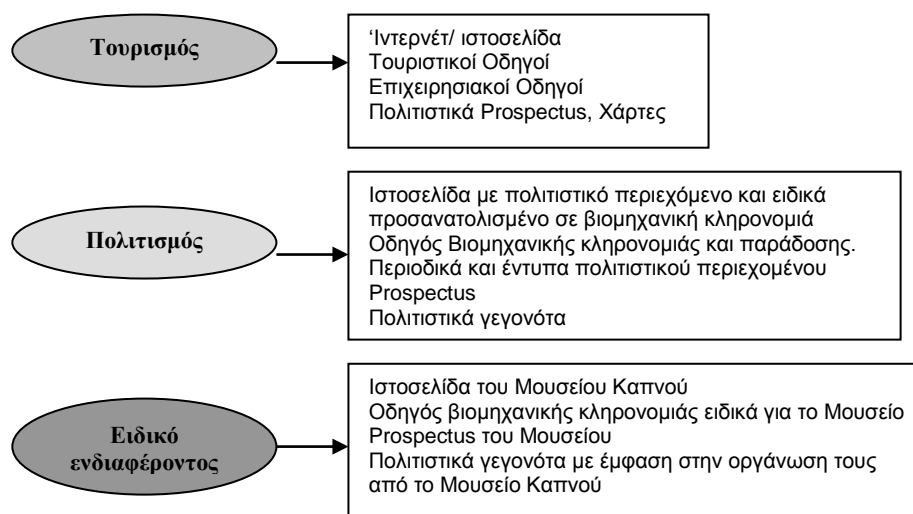 Τουρισμός
‘Ιντερνέτ/ ιστοσελίδα
Τουριστικοί Οδηγοί
Επιχειρησιακοί Οδηγοί
Πολιτιστικά Prospectus, Χάρτες
Πολιτισμός
Ιστοσελίδα με πολιτιστικό περιεχόμενο και ειδικά
προσανατολισμένο σε βιομηχανική κληρονομιά
Οδηγός Βιομηχανικής κληρονομιάς και παράδοσης.
Περιοδικά και έντυπα πολιτιστικού περιεχομένου
Prospectus
Πολιτιστικά γεγονότα
Ειδικό
ενδιαφέροντος
Ιστοσελίδα του Μουσείου Καπνού
Οδηγός βιομηχανικής κληρονομιάς ειδικά για το Μουσείο
Prospectus του Μουσείου
Πολιτιστικά γεγονότα με έμφαση στην οργάνωση τους
από το Μουσείο Καπνού